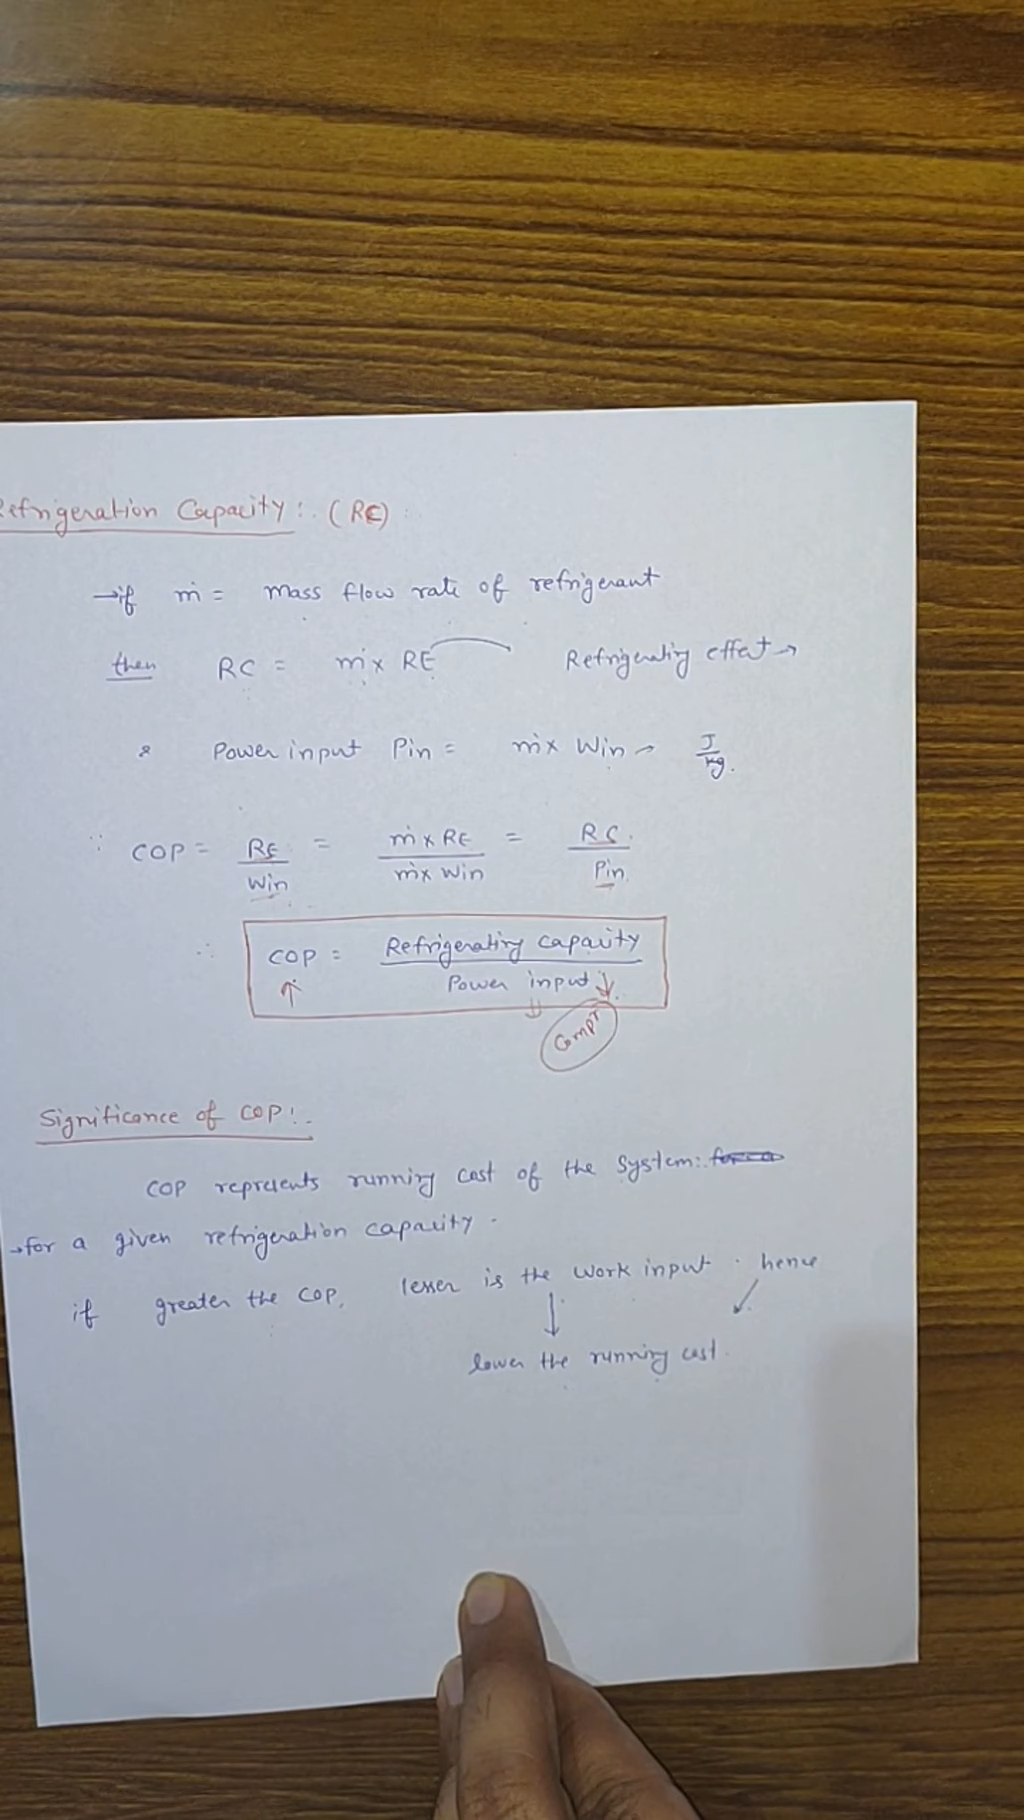 Refrigeration Capacity:. (RC)
→if ṁ = mass flow rate of refrigerant
then RC = ṁ x RE Refrigerating effect →
& Power input Pin = ṁ x Win → J/kg.
∵ COP = RE/Win = ṁ x RE/ṁ x Win = RC./Pin.
∴ COP = Refrigerating capacity/Power input ↓
↑ ⇓ Compr
Significance of COP:.
COP represents running cost of the system:.
→for a given refrigeration capacity.
if greater the COP, lesser is the work input. hence
↓ ↙
lower the running cost.